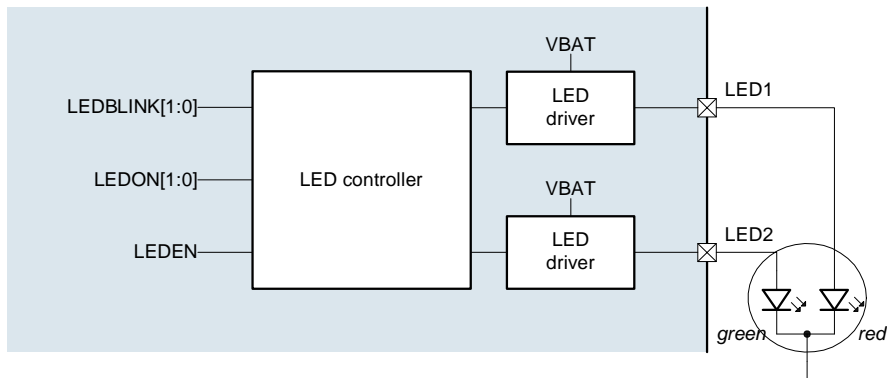 VBAT
LEDBLINK[1:0]
LED driver
LED1
LEDON[1:0]
LED controller
VBAT
LEDEN
LED driver
LED2
green
red